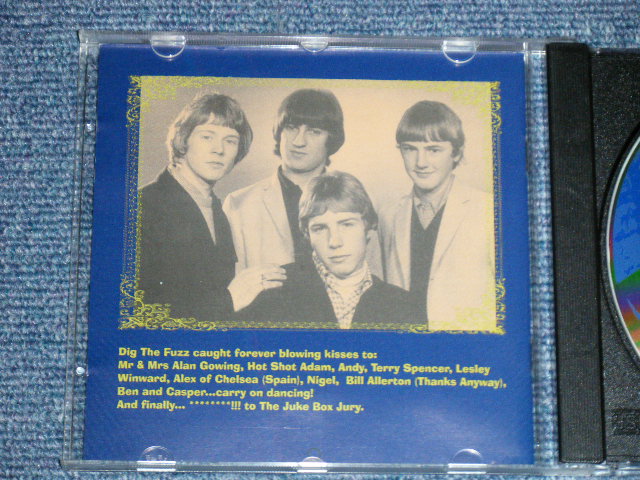 Dig The Fuzz caught forever blowing kisses to:
Mr & Mrs Alan Gowing, Hot Shot Adam, Andy, Terry Spencer, Lesley
Winward, Alex of Chelsea (Spain), Nigel, Bill Allerton (Thanks Anyway),
Ben and Casper...carry on dancing!
And finally... ********!!! to The Juke Box Jury.